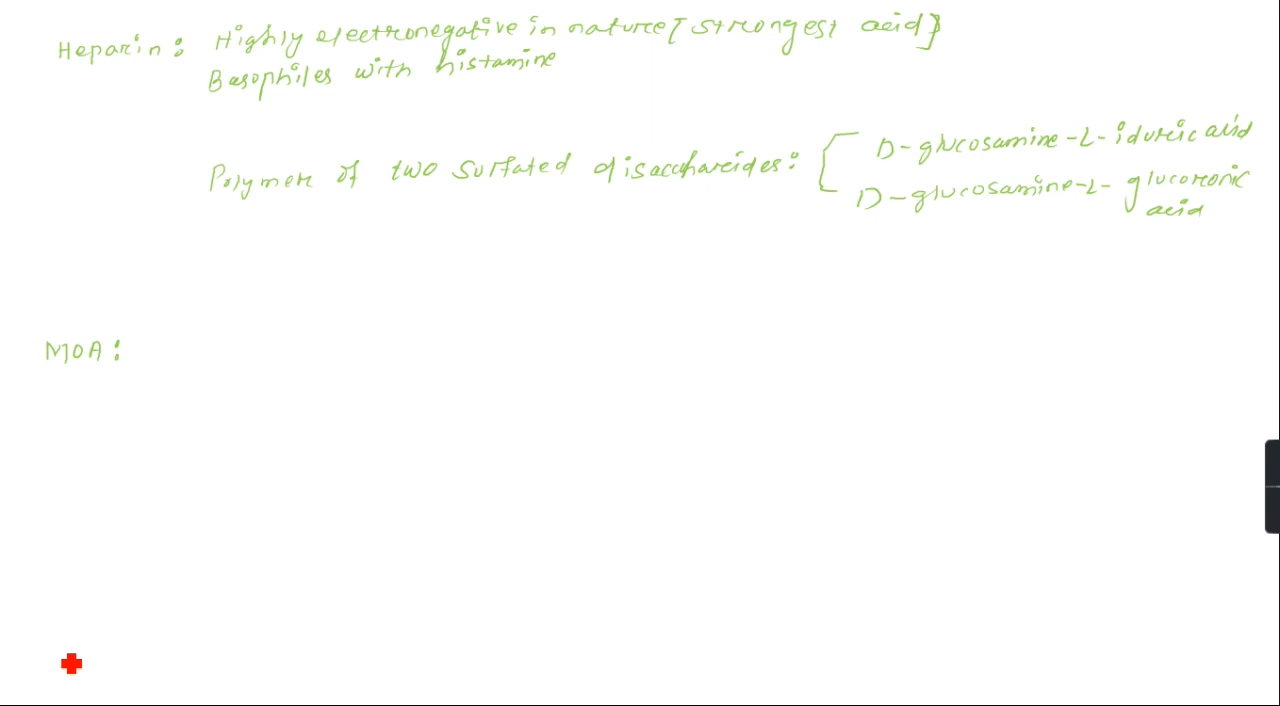 Heparin: Highly electronegative in nature [strongest acid]
Basophiles with histamine
Polymer of two sulfated disaccharides: D-glucosamine-L-iduric acid
D-glucosamine-L-glucoronic acid
MOA: